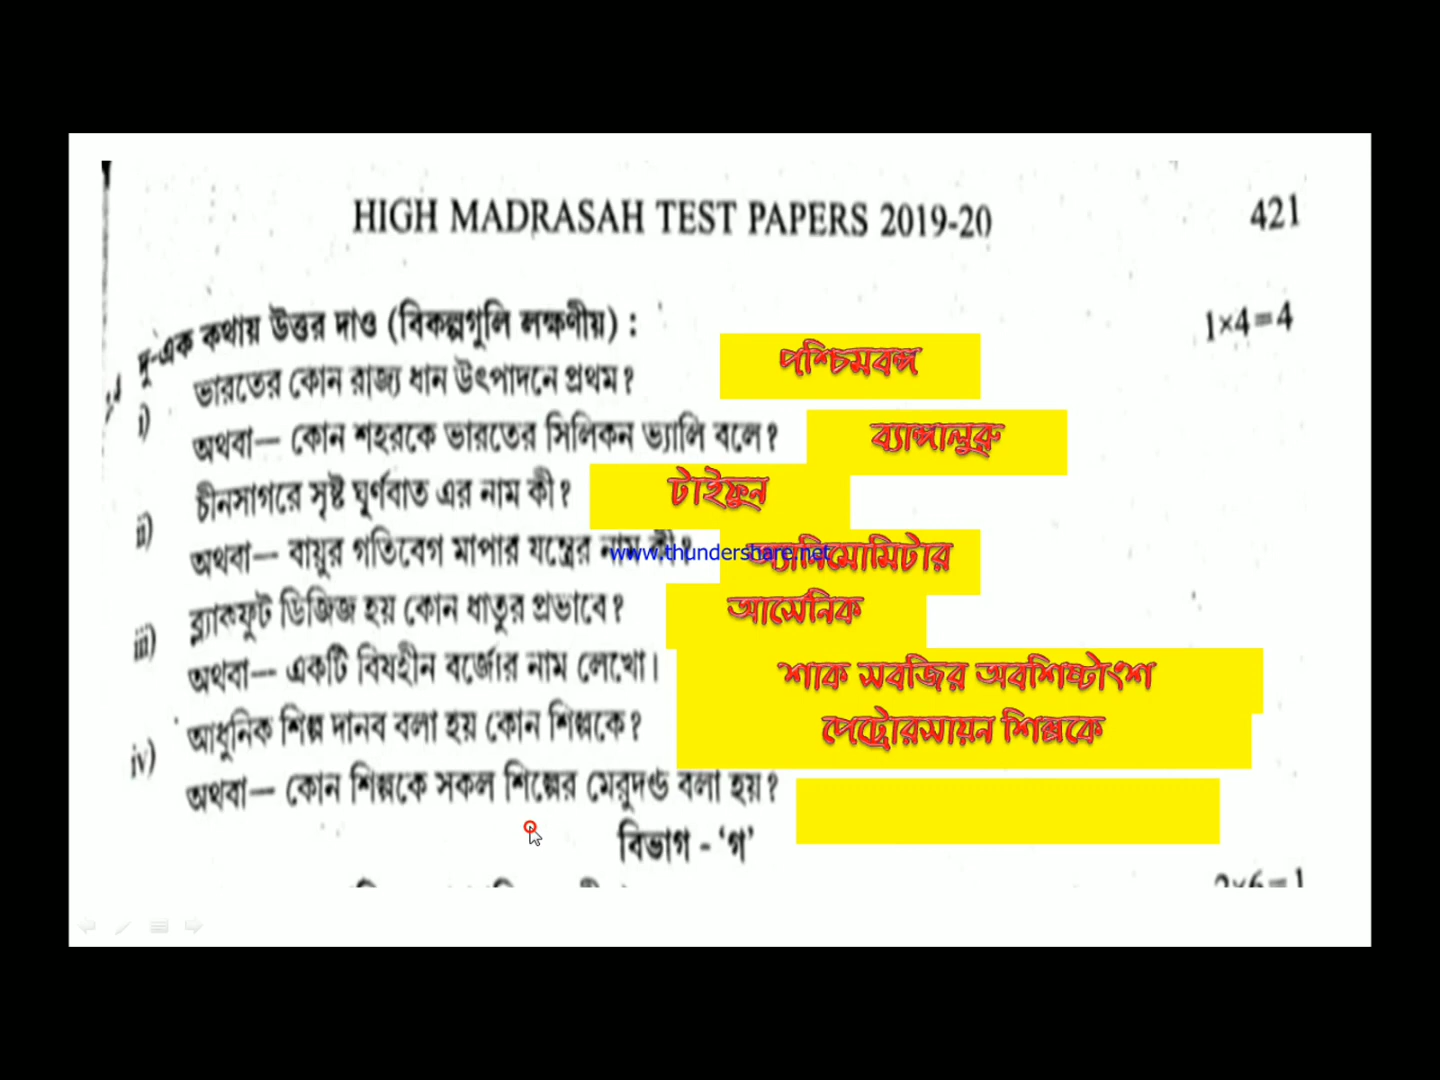 HIGH MADRASAH TEST PAPERS 2019-20 421
দু-এক কথায় উত্তর দাও (বিকল্পগুলি লক্ষণীয়) : 1×4=4
i) ভারতের কোন রাজ্য ধান উৎপাদনে প্রথম? পশ্চিমবঙ্গ
অথবা— কোন শহরকে ভারতের সিলিকন ভ্যালি বলে? ব্যাঙ্গালুরু
ii) চীনসাগরে সৃষ্ট ঘূর্ণবাত এর নাম কী? টাইফুন
অথবা— বায়ুর গতিবেগ মাপার যন্ত্রের নাম কী? অ্যানিমোমিটার
www.thundershare.net
iii) ব্ল্যাকফুট ডিজিজ হয় কোন ধাতুর প্রভাবে? আর্সেনিক
অথবা— একটি বিষহীন বর্জ্যের নাম লেখো। শাক সবজির অবশিষ্টাংশ
iv) আধুনিক শিল্প দানব বলা হয় কোন শিল্পকে? পেট্রোরসায়ন শিল্পকে
অথবা— কোন শিল্পকে সকল শিল্পের মেরুদণ্ড বলা হয়?
বিভাগ - ‘গ’